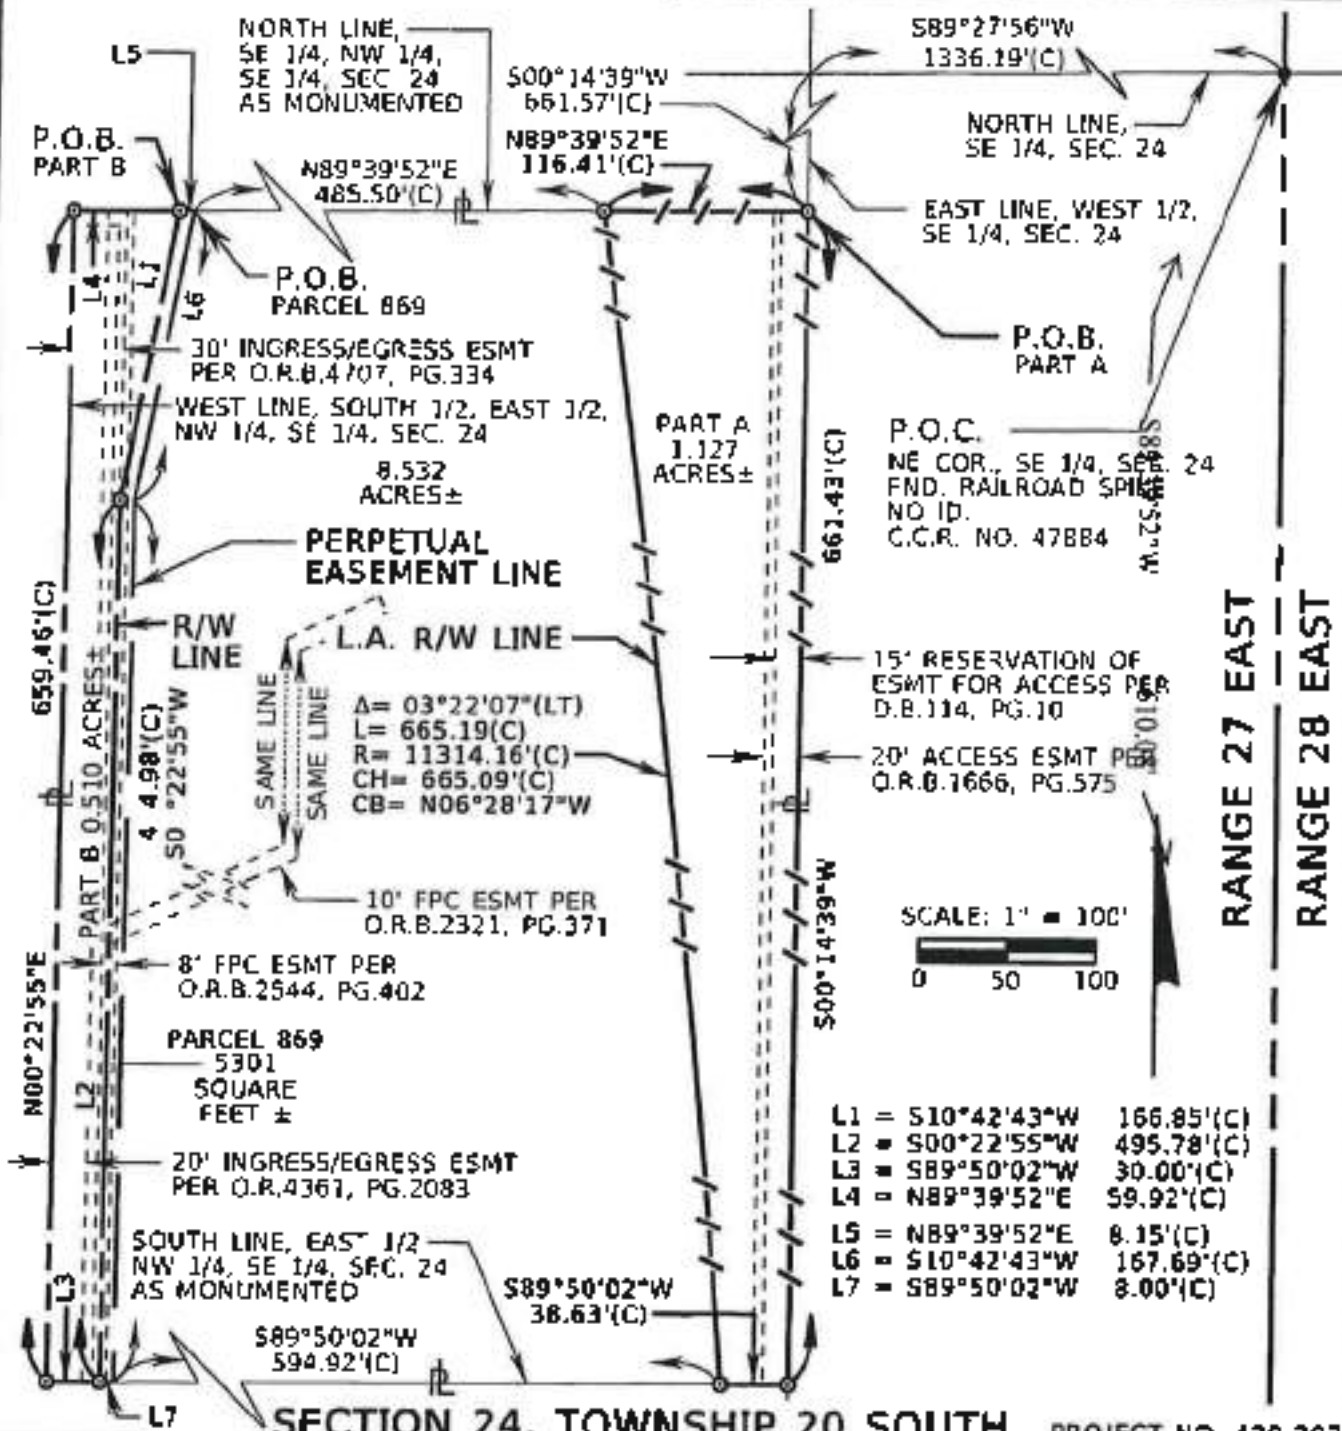 NORTH LINE,
SE 1/4, NW 1/4,
SE 1/4, SEC 24
AS MONUMENTED
L5
P.O.B.
PART B
N89°39'52"E
485.50'(C)
S00°14'39"W
661.57'(C)
N89°39'52"E
116.41'(C)
S89°27'56"W
1336.19'(C)
NORTH LINE,
SE 1/4, SEC. 24
EAST LINE, WEST 1/2,
SE 1/4, SEC. 24
P.O.B.
PARCEL 869
P.O.B.
PART A
L4
L1
L6
30' INGRESS/EGRESS ESMT
PER O.R.B.4707, PG.334
WEST LINE, SOUTH 1/2, EAST 1/2,
NW 1/4, SE 1/4, SEC. 24
8.532
ACRES±
PART A
1.127
ACRES±
661.43'(C)
P.O.C.
NE COR., SE 1/4, SEC. 24
FND. RAILROAD SPIKE
NO ID.
C.C.R. NO. 47884
PERPETUAL
EASEMENT LINE
R/W
LINE
L.A. R/W LINE
659.46'(C)
PART B 0.510 ACRES±
4 4.98'(C)
S0 °22'55"W
SAME LINE
SAME LINE
Δ= 03°22'07"(LT)
L= 665.19(C)
R= 11314.16'(C)
CH= 665.09'(C)
CB= N06°28'17"W
15' RESERVATION OF
ESMT FOR ACCESS PER
D.B.114, PG.10
20' ACCESS ESMT PER
O.R.B.1666, PG.575
RANGE 27 EAST
RANGE 28 EAST
10' FPC ESMT PER
O.R.B.2321, PG.371
8' FPC ESMT PER
O.R.B.2544, PG.402
S00°14'39"W
SCALE: 1" = 100'
0 50 100
N00°22'55"E
PARCEL 869
5301
SQUARE
FEET ±
L2
20' INGRESS/EGRESS ESMT
PER O.R.4361, PG.2083
L1 = S10°42'43"W 166.85'(C)
L2 = S00°22'55"W 495.78'(C)
L3 = S89°50'02"W 30.00'(C)
L4 = N89°39'52"E 59.92'(C)
L5 = N89°39'52"E 8.15'(C)
L6 = S10°42'43"W 167.69'(C)
L7 = S89°50'02"W 8.00'(C)
SOUTH LINE, EAST 1/2
NW 1/4, SE 1/4, SEC. 24
AS MONUMENTED
L3
S89°50'02"W
38.63'(C)
S89°50'02"W
594.92'(C)
L7
SECTION 24, TOWNSHIP 20 SOUTH
PROJECT NO.